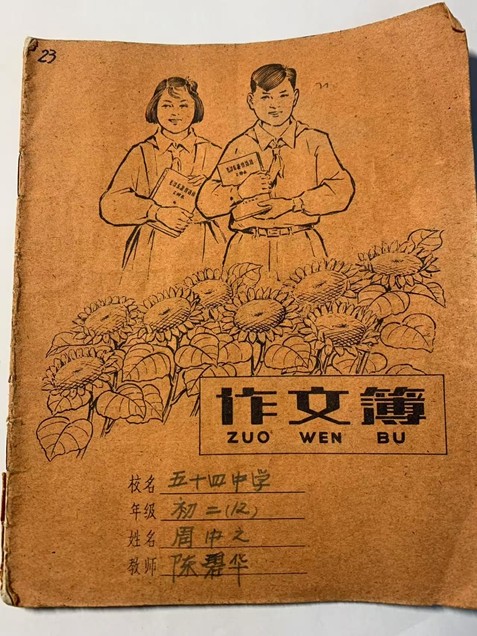 23
作文簿
ZUO WEN BU
校名 五十四中学
年级 初二(12)
姓名 周中之
教师 陈碧华